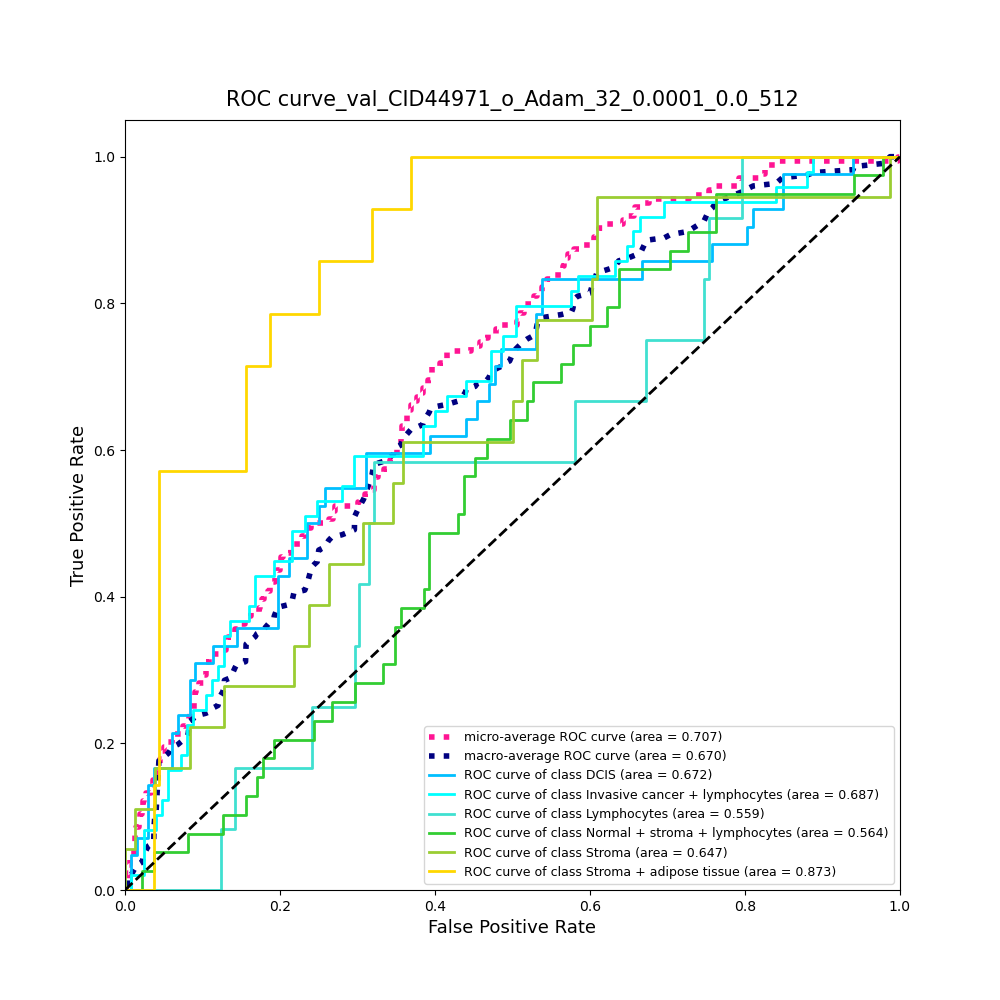 ROC curve_val_CID44971_o_Adam_32_0.0001_0.0_512
1.0
0.8
0.6
0.4
0.2
0.0
True Positive Rate
micro-average ROC curve (area = 0.707)
macro-average ROC curve (area = 0.670)
ROC curve of class DCIS (area = 0.672)
ROC curve of class Invasive cancer + lymphocytes (area = 0.687)
ROC curve of class Lymphocytes (area = 0.559)
ROC curve of class Normal + stroma + lymphocytes (area = 0.564)
ROC curve of class Stroma (area = 0.647)
ROC curve of class Stroma + adipose tissue (area = 0.873)
0.0 0.2 0.4 0.6 0.8 1.0
False Positive Rate